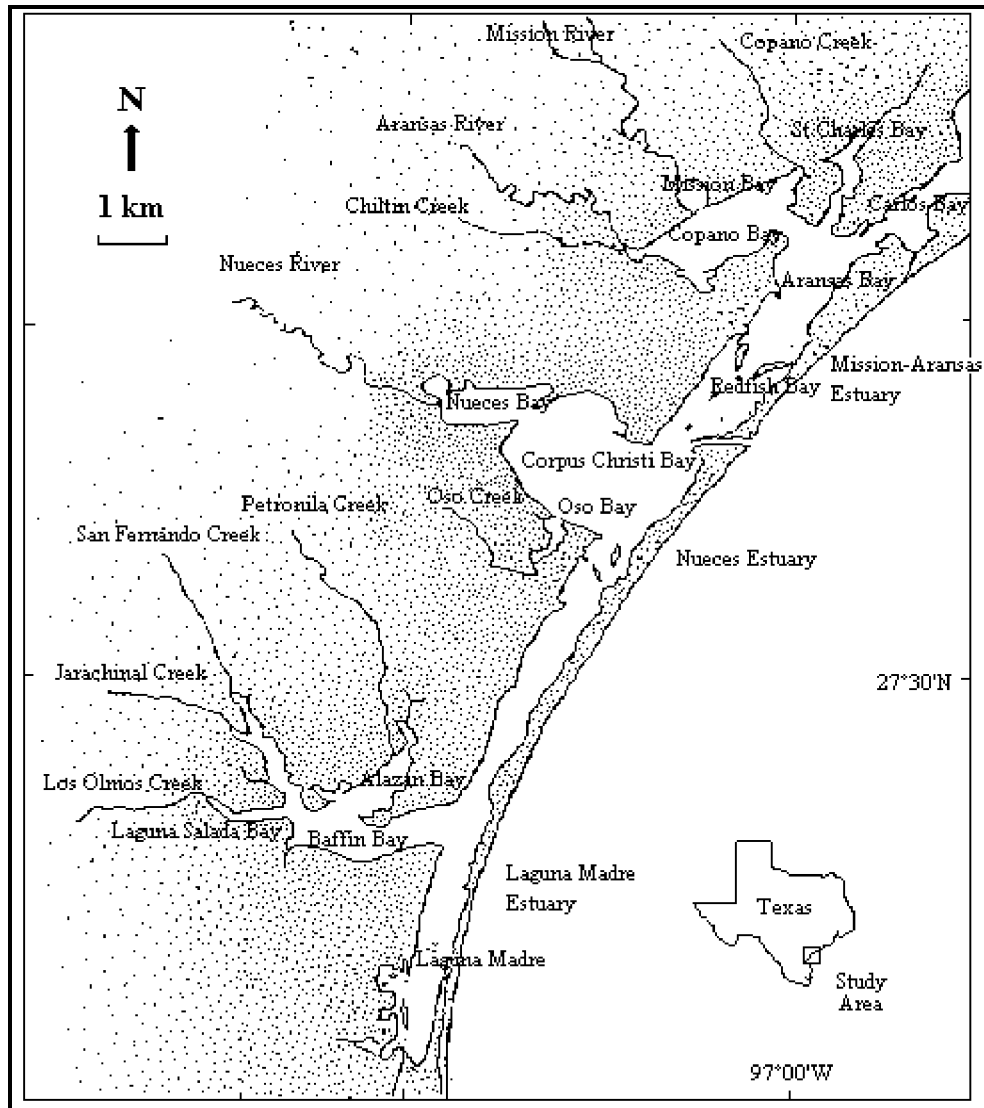 Mission River
Copano Creek
N
Aransas River
St Charles Bay
Mission Bay
1 km
Chiltin Creek
Carlos Bay
Copano Bay
Nueces River
Aransas Bay
Mission-Aransas
Estuary
Redfish Bay
Nueces Bay
Corpus Christi Bay
Petronila Creek
Oso Creek
Oso Bay
San Fernando Creek
Nueces Estuary
Jarachinal Creek
27°30'N
Los Olmos Creek
Alazan Bay
Laguna Salada Bay
Baffin Bay
Laguna Madre
Estuary
Texas
Laguna Madre
Study
Area
97°00'W